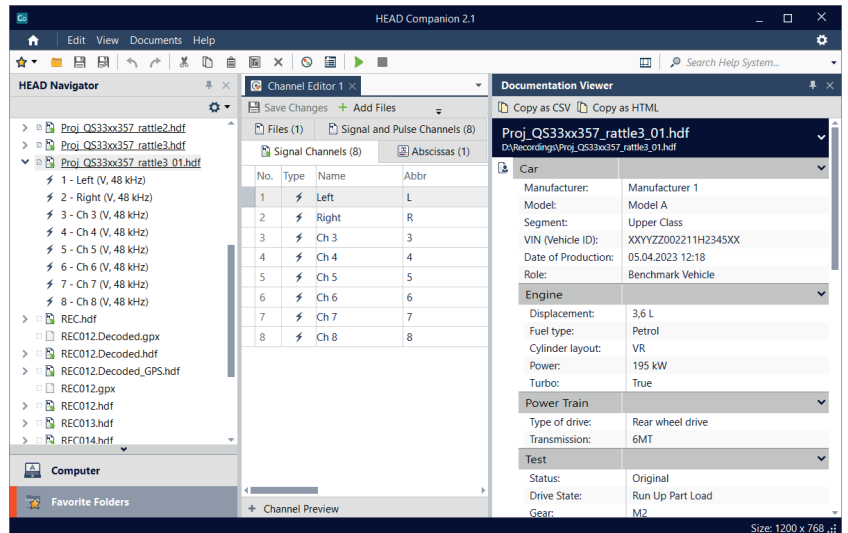 Co HEAD Companion 2.1
Edit View Documents Help
Search Help System...
HEAD Navigator
Proj_QS33xx357_rattle2.hdf
Proj_QS33xx357_rattle3.hdf
Proj_QS33xx357_rattle3_01.hdf
1 - Left (V, 48 kHz)
2 - Right (V, 48 kHz)
3 - Ch 3 (V, 48 kHz)
4 - Ch 4 (V, 48 kHz)
5 - Ch 5 (V, 48 kHz)
6 - Ch 6 (V, 48 kHz)
7 - Ch 7 (V, 48 kHz)
8 - Ch 8 (V, 48 kHz)
REC.hdf
REC012.Decoded.gpx
REC012.Decoded.hdf
REC012.Decoded_GPS.hdf
REC012.gpx
REC012.hdf
REC013.hdf
REC014.hdf
Computer
Favorite Folders
Channel Editor 1
Save Changes + Add Files
Files (1) Signal and Pulse Channels (8)
Signal Channels (8) Abscissas (1)
No. Type Name Abbr
1 Left L
2 Right R
3 Ch 3 3
4 Ch 4 4
5 Ch 5 5
6 Ch 6 6
7 Ch 7 7
8 Ch 8 8
+ Channel Preview
Documentation Viewer
Copy as CSV Copy as HTML
Proj_QS33xx357_rattle3_01.hdf
D:\Recordings\Proj_QS33xx357_rattle3_01.hdf
Car
Manufacturer: Manufacturer 1
Model: Model A
Segment: Upper Class
VIN (Vehicle ID): XXYYZZ002211H2345XX
Date of Production: 05.04.2023 12:18
Role: Benchmark Vehicle
Engine
Displacement: 3,6 L
Fuel type: Petrol
Cylinder layout: VR
Power: 195 kW
Turbo: True
Power Train
Type of drive: Rear wheel drive
Transmission: 6MT
Test
Status: Original
Drive State: Run Up Part Load
Gear: M2
Size: 1200 x 768